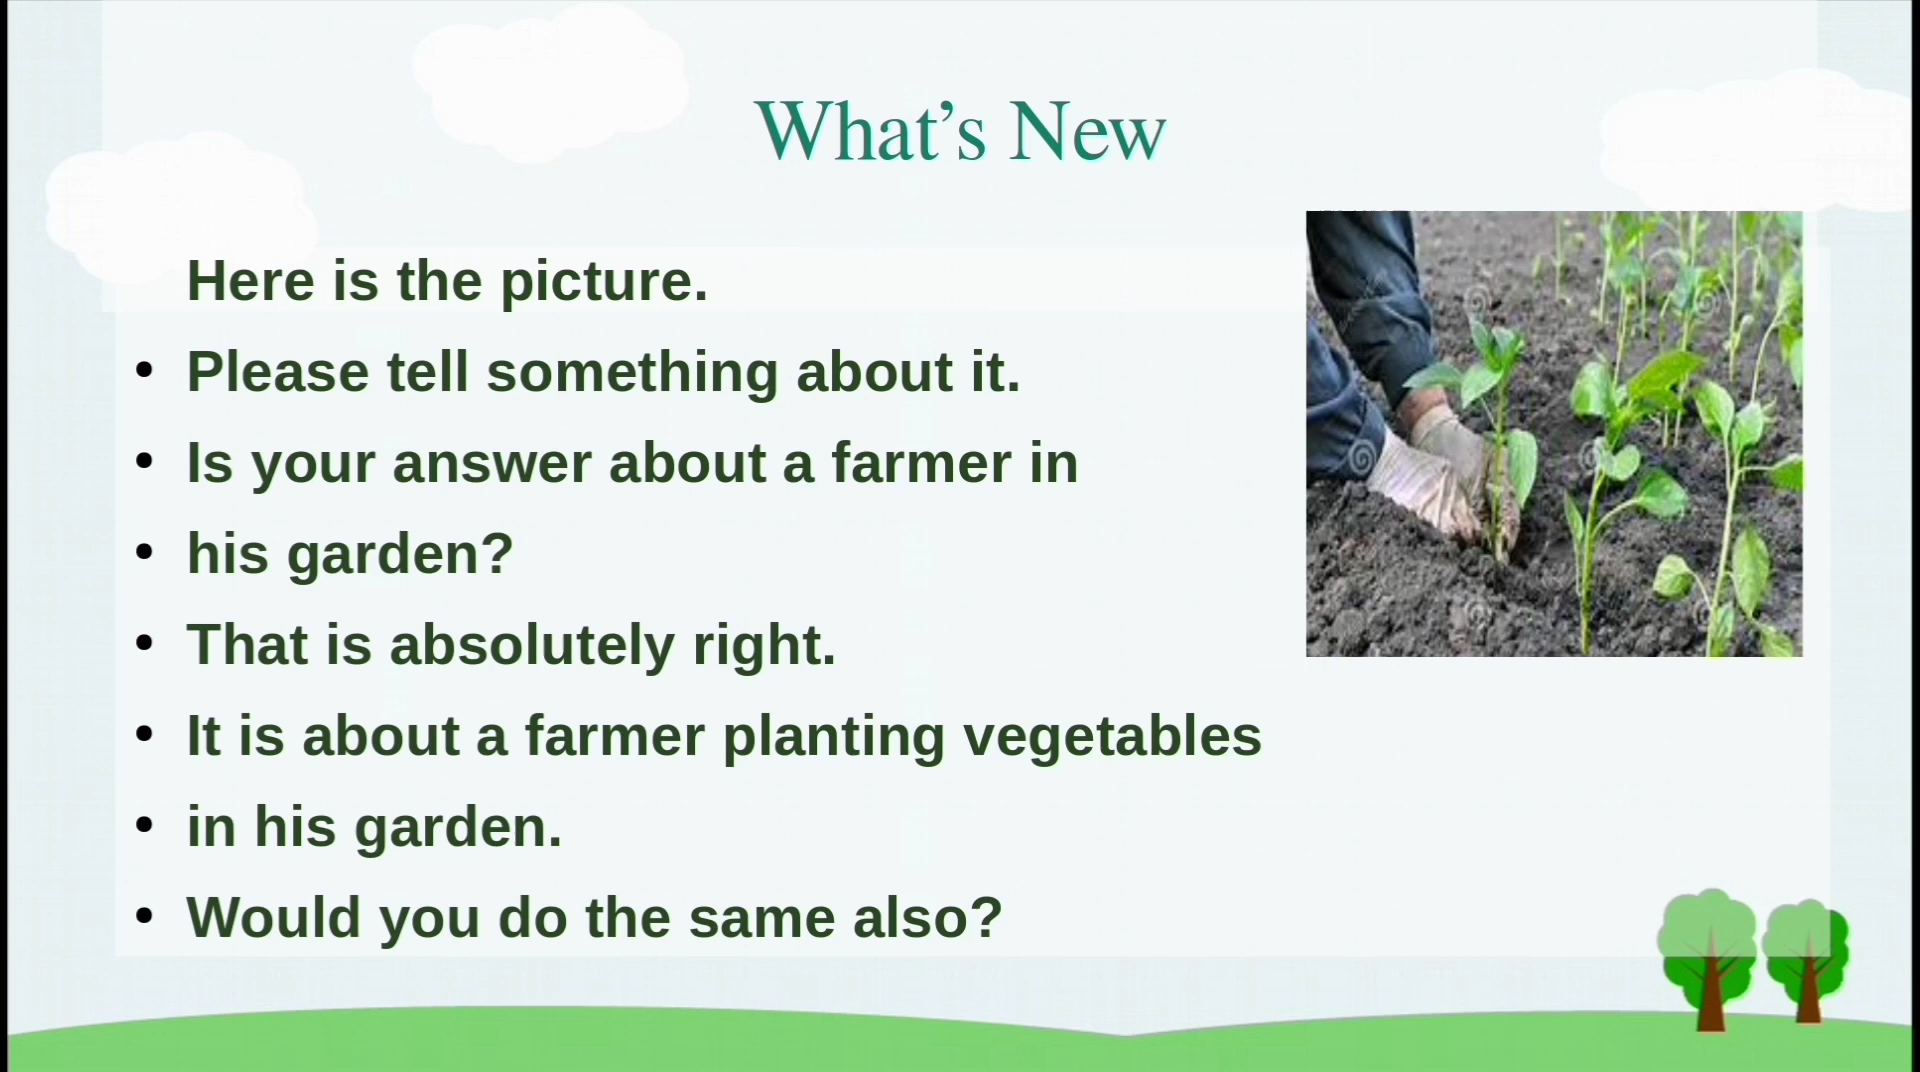 What’s New
Here is the picture.
• Please tell something about it.
• Is your answer about a farmer in
• his garden?
• That is absolutely right.
• It is about a farmer planting vegetables
• in his garden.
• Would you do the same also?